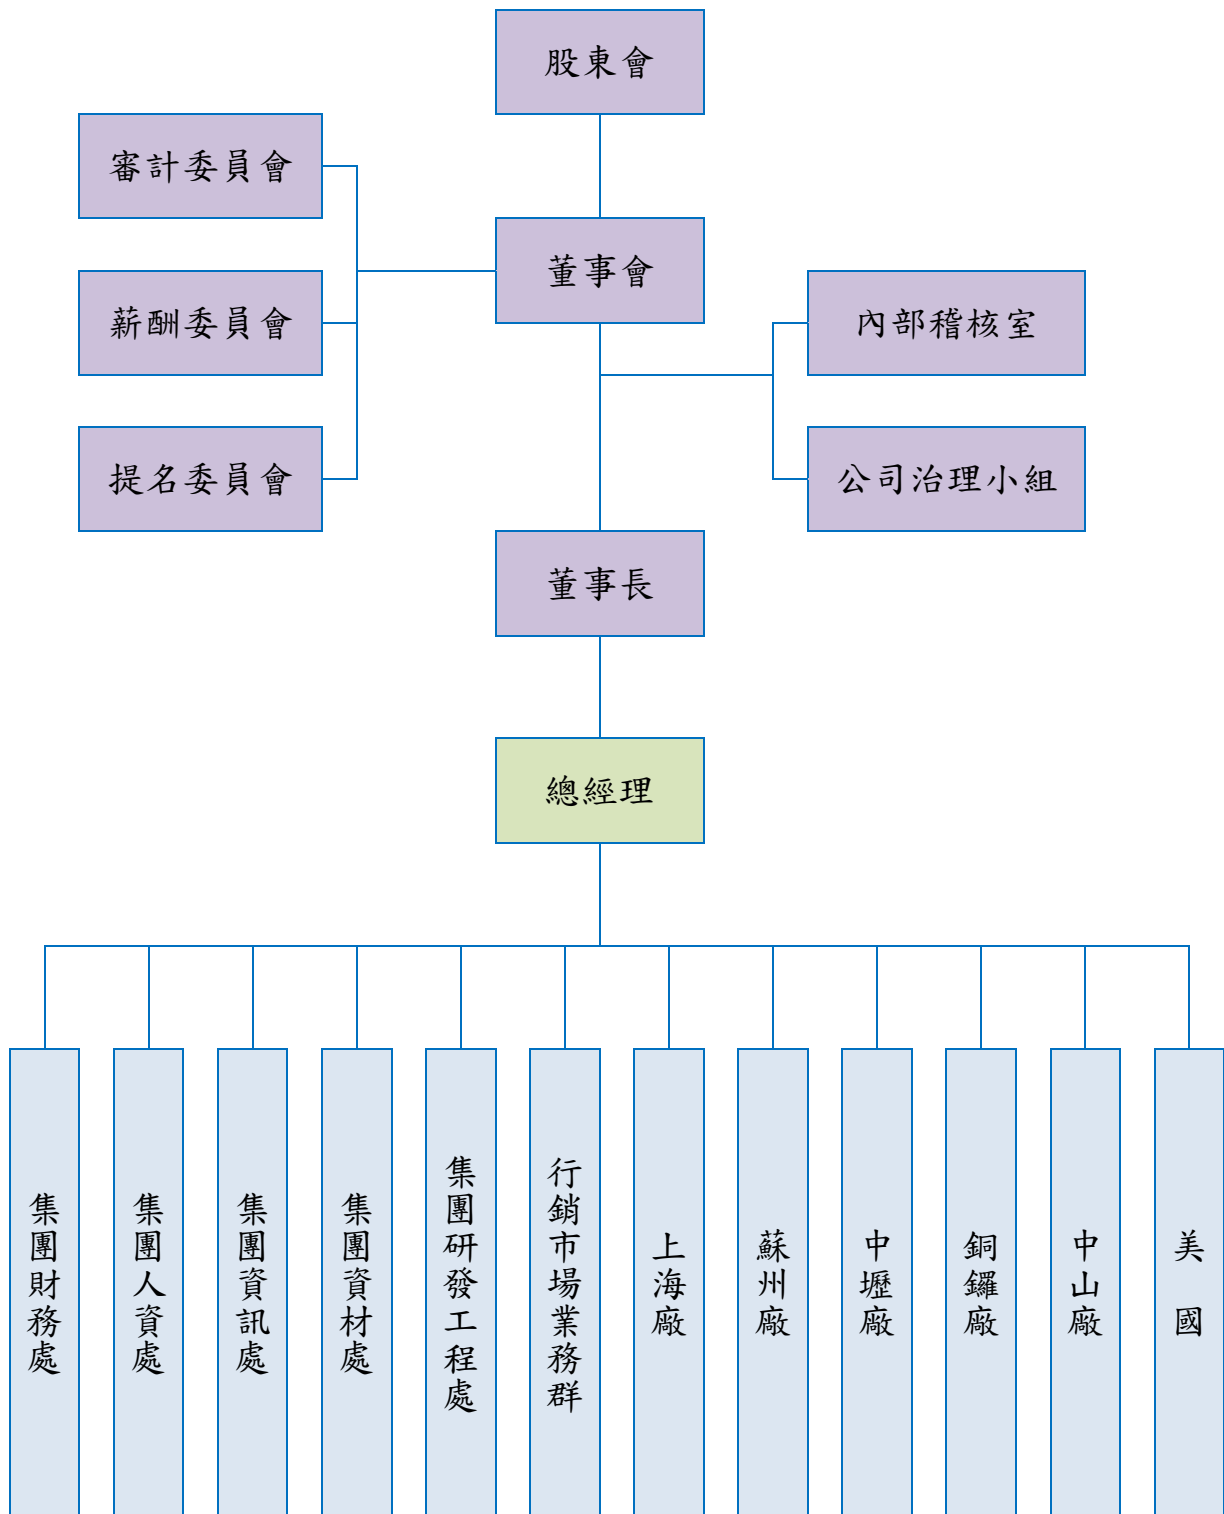 股東會
審計委員會
董事會
薪酬委員會
內部稽核室
提名委員會
公司治理小組
董事長
總經理
集團財務處
集團人資處
集團資訊處
集團資材處
集團研發工程處
行銷市場業務群
上海廠
蘇州廠
中壢廠
銅鑼廠
中山廠
美國